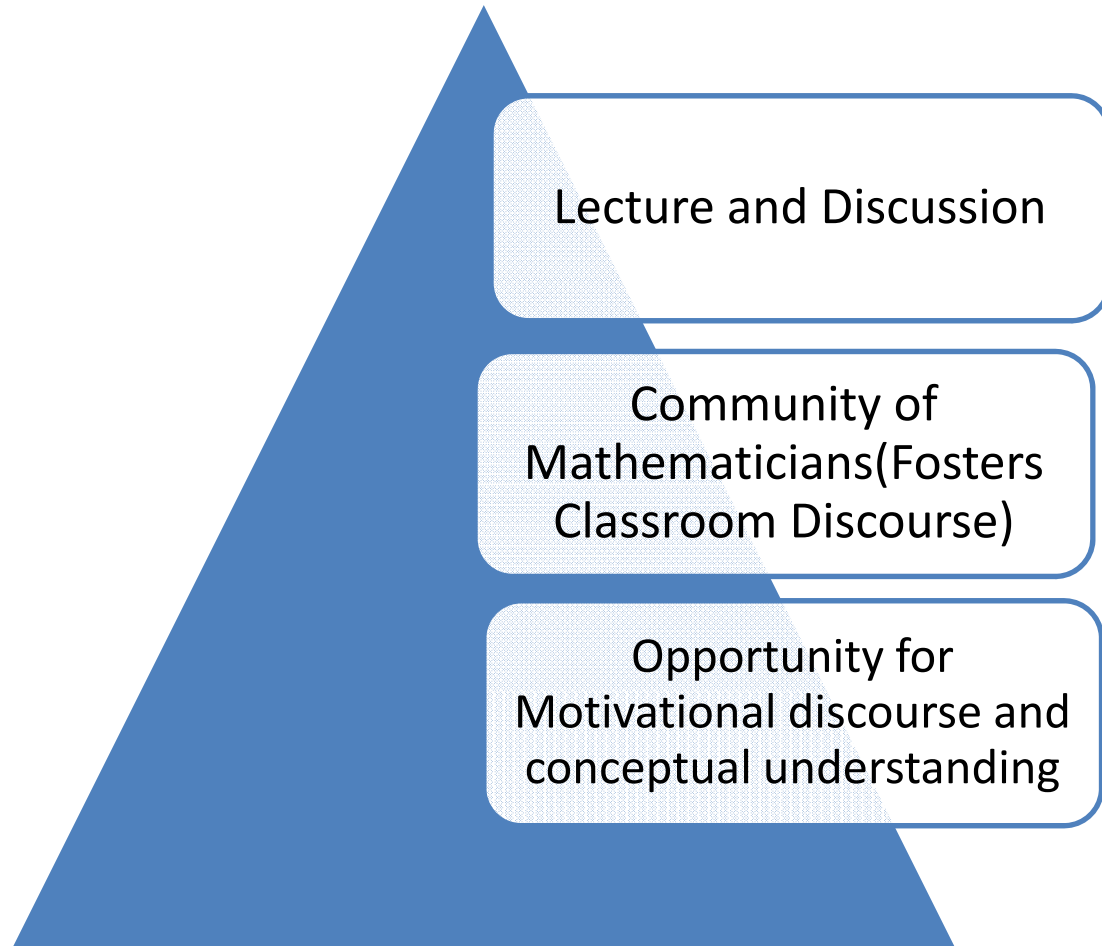 Lecture and Discussion
Community of
Mathematicians(Fosters
Classroom Discourse)
Opportunity for
Motivational discourse and
conceptual understanding